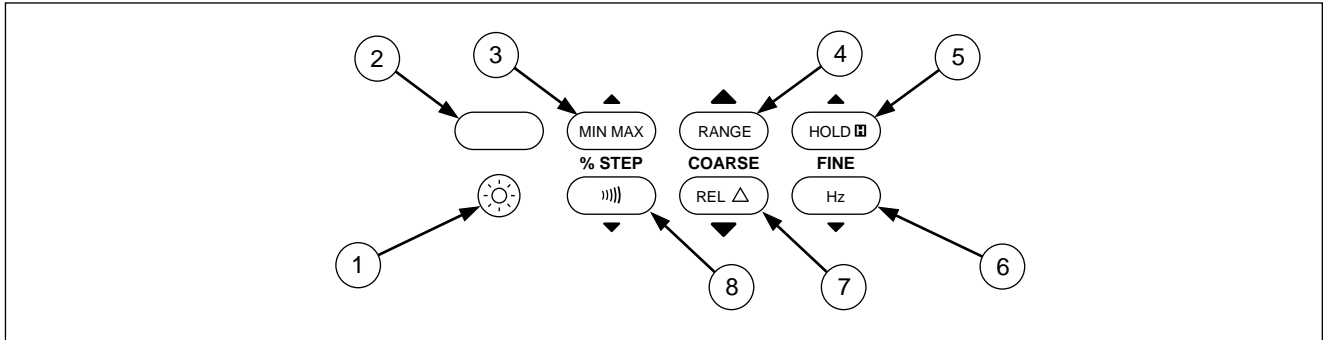 2 3 4 5
MIN MAX RANGE HOLD H
% STEP COARSE FINE
REL △ Hz
1 8 7 6